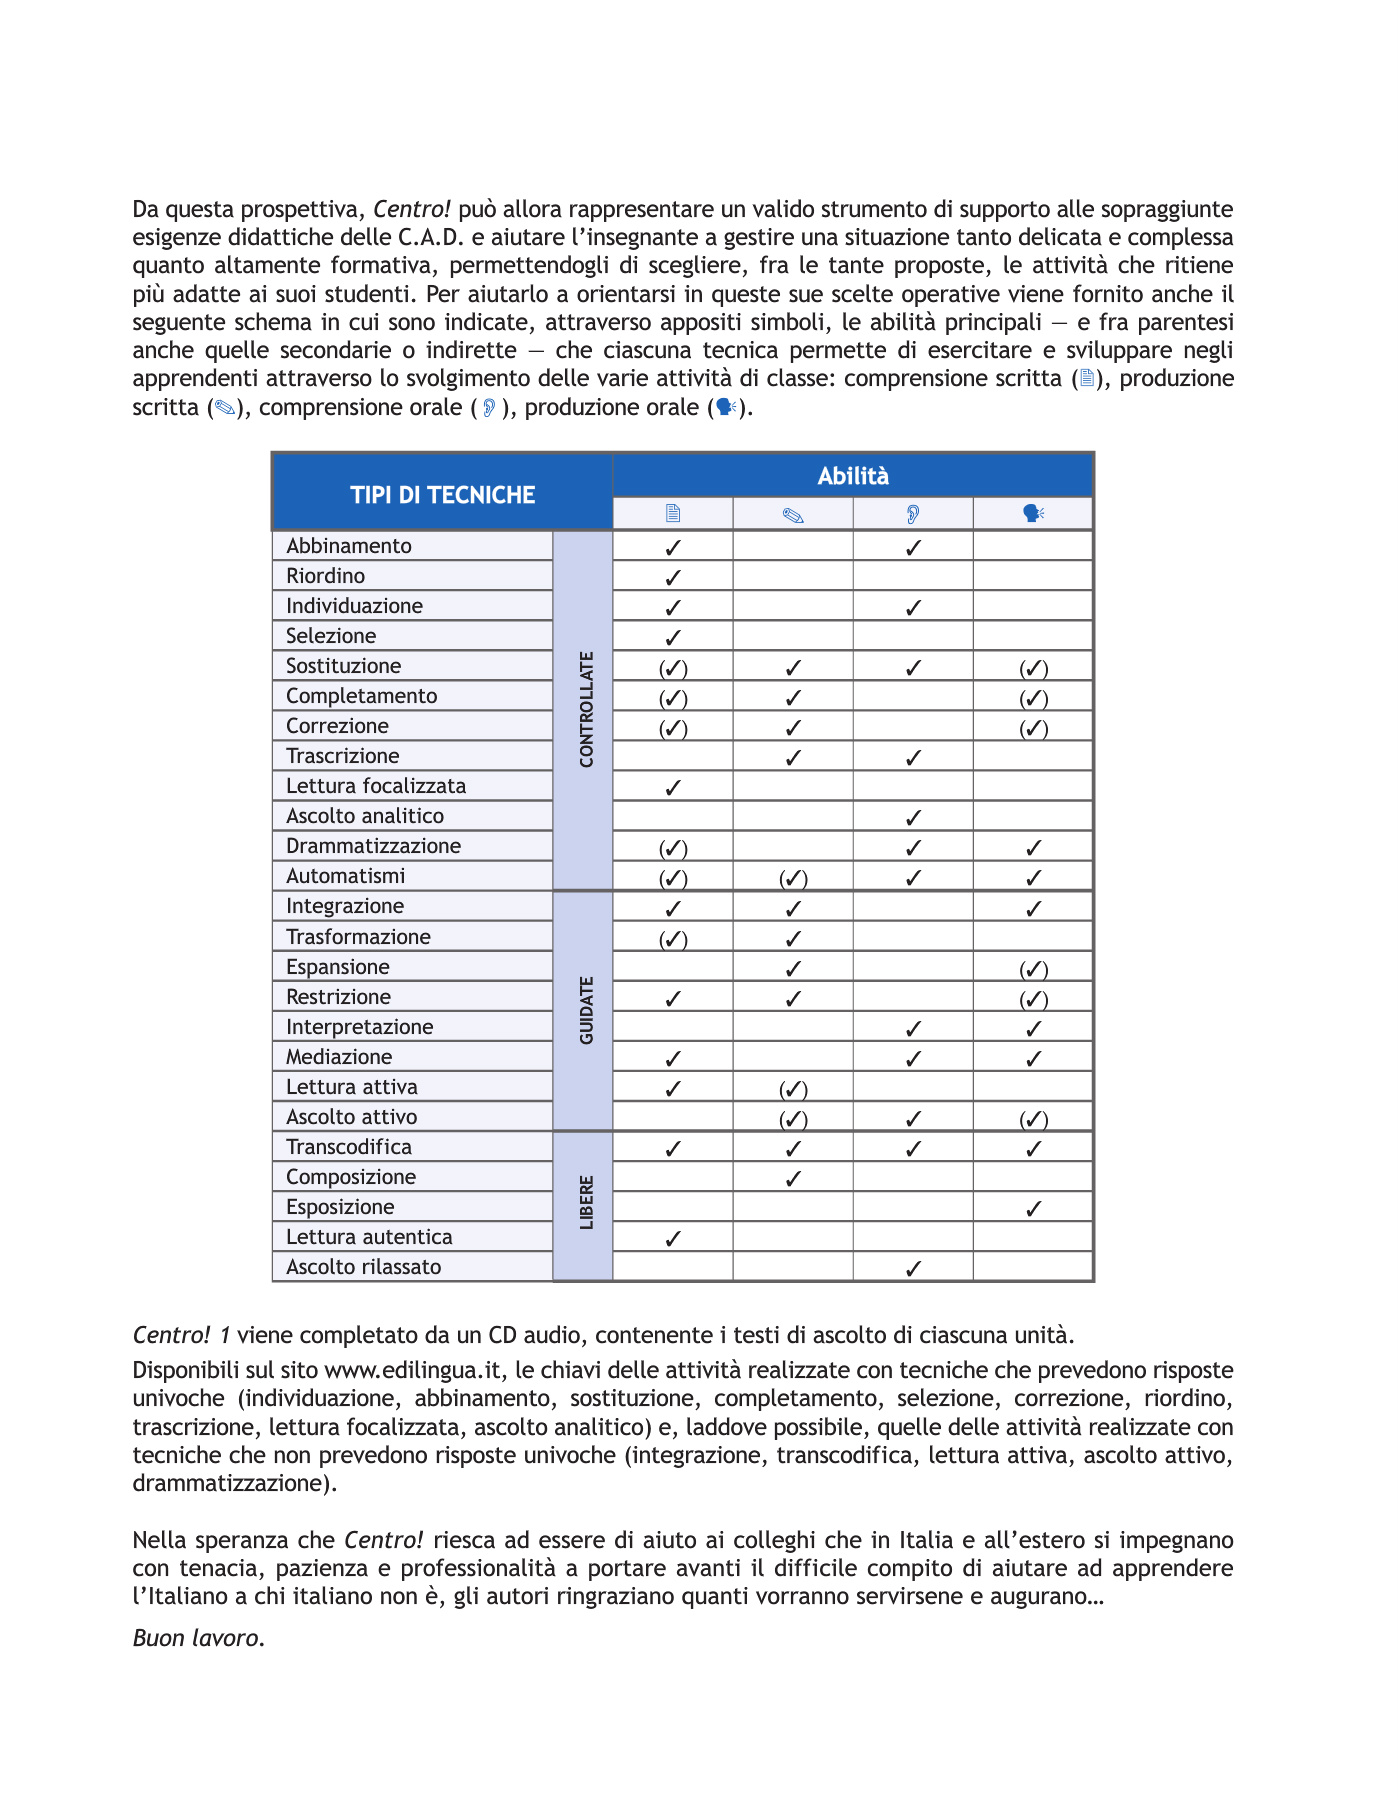 Da questa prospettiva, Centro! può allora rappresentare un valido strumento di supporto alle sopraggiunte
esigenze didattiche delle C.A.D. e aiutare l’insegnante a gestire una situazione tanto delicata e complessa
quanto altamente formativa, permettendogli di scegliere, fra le tante proposte, le attività che ritiene
più adatte ai suoi studenti. Per aiutarlo a orientarsi in queste sue scelte operative viene fornito anche il
seguente schema in cui sono indicate, attraverso appositi simboli, le abilità principali — e fra parentesi
anche quelle secondarie o indirette — che ciascuna tecnica permette di esercitare e sviluppare negli
apprendenti attraverso lo svolgimento delle varie attività di classe: comprensione scritta (🗎), produzione
scritta (✎), comprensione orale (👂), produzione orale (🗣).
TIPI DI TECNICHE Abilità
🗎 ✎ 👂 🗣
CONTROLLATE
Abbinamento ✓ ✓
Riordino ✓
Individuazione ✓ ✓
Selezione ✓
Sostituzione (✓) ✓ ✓ (✓)
Completamento (✓) ✓ (✓)
Correzione (✓) ✓ (✓)
Trascrizione ✓ ✓
Lettura focalizzata ✓
Ascolto analitico ✓
Drammatizzazione (✓) ✓ ✓
Automatismi (✓) (✓) ✓ ✓
GUIDATE
Integrazione ✓ ✓ ✓
Trasformazione (✓) ✓
Espansione ✓ (✓)
Restrizione ✓ ✓ (✓)
Interpretazione ✓ ✓
Mediazione ✓ ✓ ✓
Lettura attiva ✓ (✓)
Ascolto attivo (✓) ✓ (✓)
LIBERE
Transcodifica ✓ ✓ ✓ ✓
Composizione ✓
Esposizione ✓
Lettura autentica ✓
Ascolto rilassato ✓
Centro! 1 viene completato da un CD audio, contenente i testi di ascolto di ciascuna unità.
Disponibili sul sito www.edilingua.it, le chiavi delle attività realizzate con tecniche che prevedono risposte
univoche (individuazione, abbinamento, sostituzione, completamento, selezione, correzione, riordino,
trascrizione, lettura focalizzata, ascolto analitico) e, laddove possibile, quelle delle attività realizzate con
tecniche che non prevedono risposte univoche (integrazione, transcodifica, lettura attiva, ascolto attivo,
drammatizzazione).
Nella speranza che Centro! riesca ad essere di aiuto ai colleghi che in Italia e all’estero si impegnano
con tenacia, pazienza e professionalità a portare avanti il difficile compito di aiutare ad apprendere
l’Italiano a chi italiano non è, gli autori ringraziano quanti vorranno servirsene e augurano…
Buon lavoro.